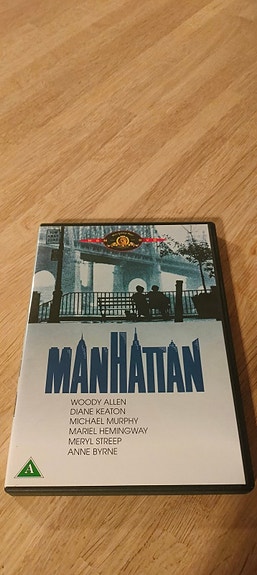 MANHATTAN
WOODY ALLEN
DIANE KEATON
MICHAEL MURPHY
MARIEL HEMINGWAY
MERYL STREEP
ANNE BYRNE
A